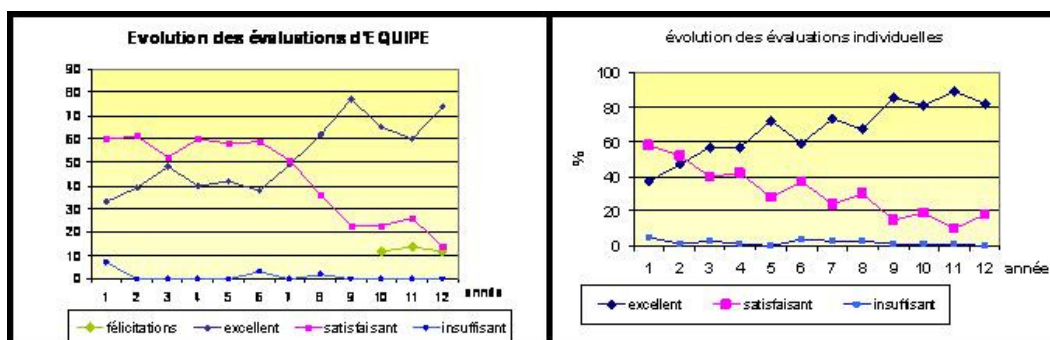 Evolution des évaluations d'EQUIPE
90
80
70
60
50
40
30
20
10
0
1 2 3 4 5 6 7 8 9 10 11 12
année
félicitations excellent satisfaisant insuffisant
évolution des évaluations individuelles
100
80
60
40
20
0
%
1 2 3 4 5 6 7 8 9 10 11 12 année
excellent satisfaisant insuffisant